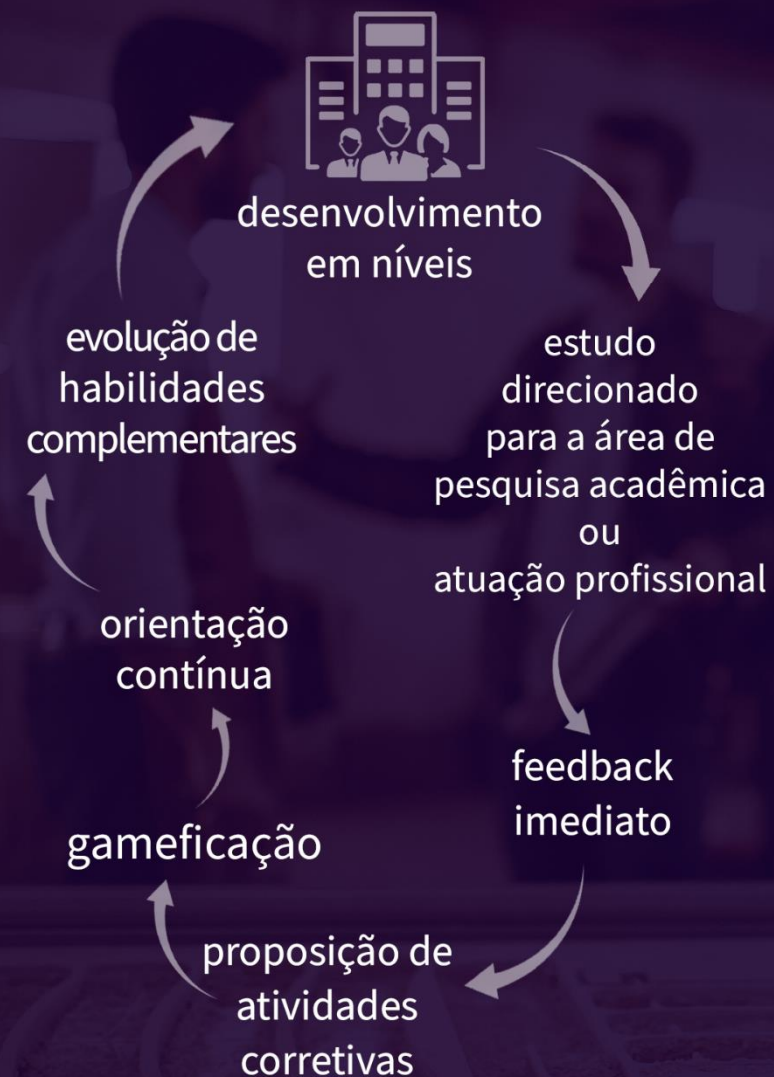 desenvolvimento
em níveis
estudo
direcionado
para a área de
pesquisa acadêmica
ou
atuação profissional
feedback
imediato
proposição de
atividades
corretivas
gameficação
orientação
contínua
evolução de
habilidades
complementares